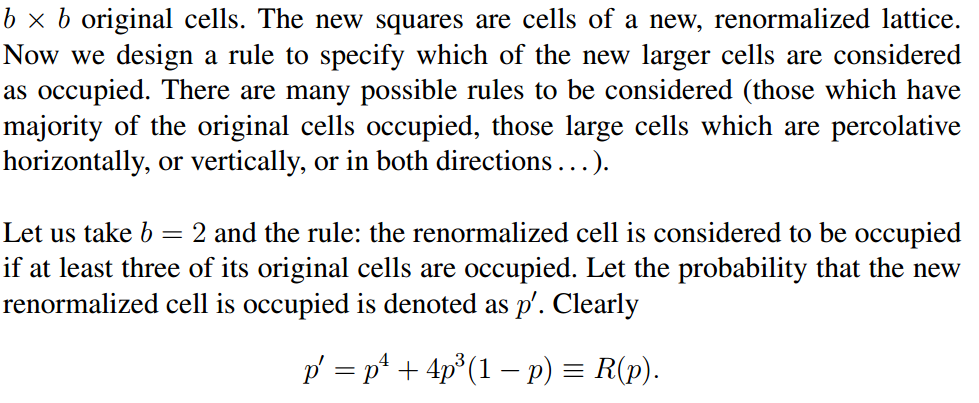 b × b original cells. The new squares are cells of a new, renormalized lattice.
Now we design a rule to specify which of the new larger cells are considered
as occupied. There are many possible rules to be considered (those which have
majority of the original cells occupied, those large cells which are percolative
horizontally, or vertically, or in both directions . . . ).
Let us take b = 2 and the rule: the renormalized cell is considered to be occupied
if at least three of its original cells are occupied. Let the probability that the new
renormalized cell is occupied is denoted as p′. Clearly
p′ = p⁴ + 4p³(1 − p) ≡ R(p).